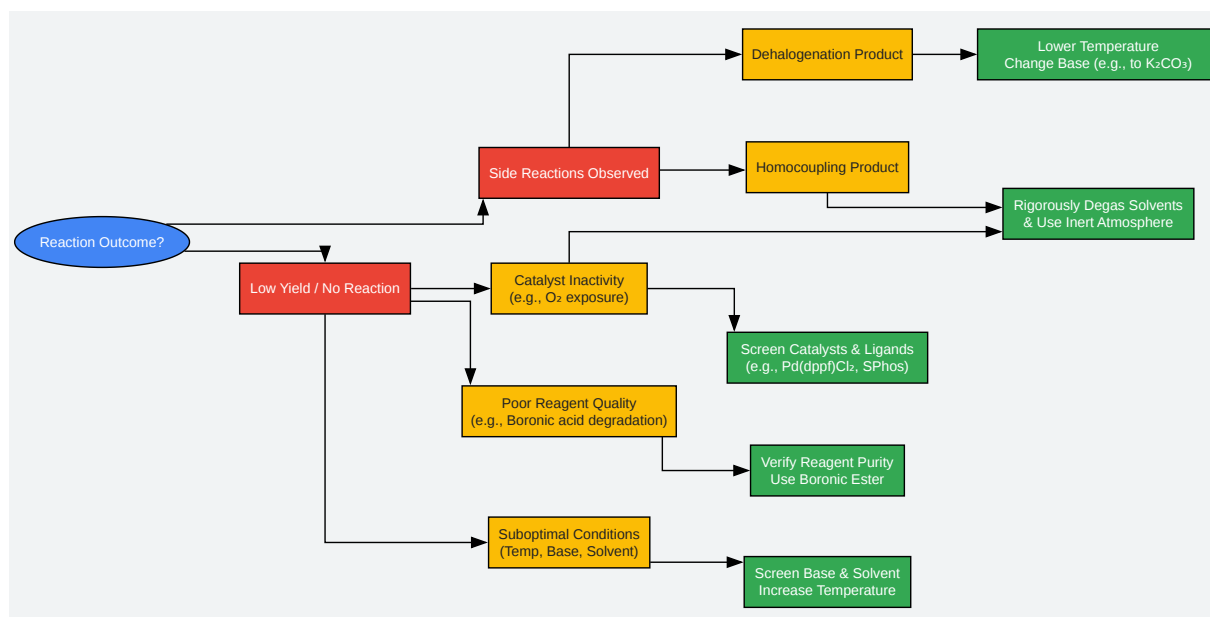 Dehalogenation Product
Lower Temperature
Change Base (e.g., to K₂CO₃)
Side Reactions Observed
Homocoupling Product
Rigorously Degas Solvents
& Use Inert Atmosphere
Reaction Outcome?
Low Yield / No Reaction
Catalyst Inactivity
(e.g., O₂ exposure)
Screen Catalysts & Ligands
(e.g., Pd(dppf)Cl₂, SPhos)
Poor Reagent Quality
(e.g., Boronic acid degradation)
Verify Reagent Purity
Use Boronic Ester
Suboptimal Conditions
(Temp, Base, Solvent)
Screen Base & Solvent
Increase Temperature